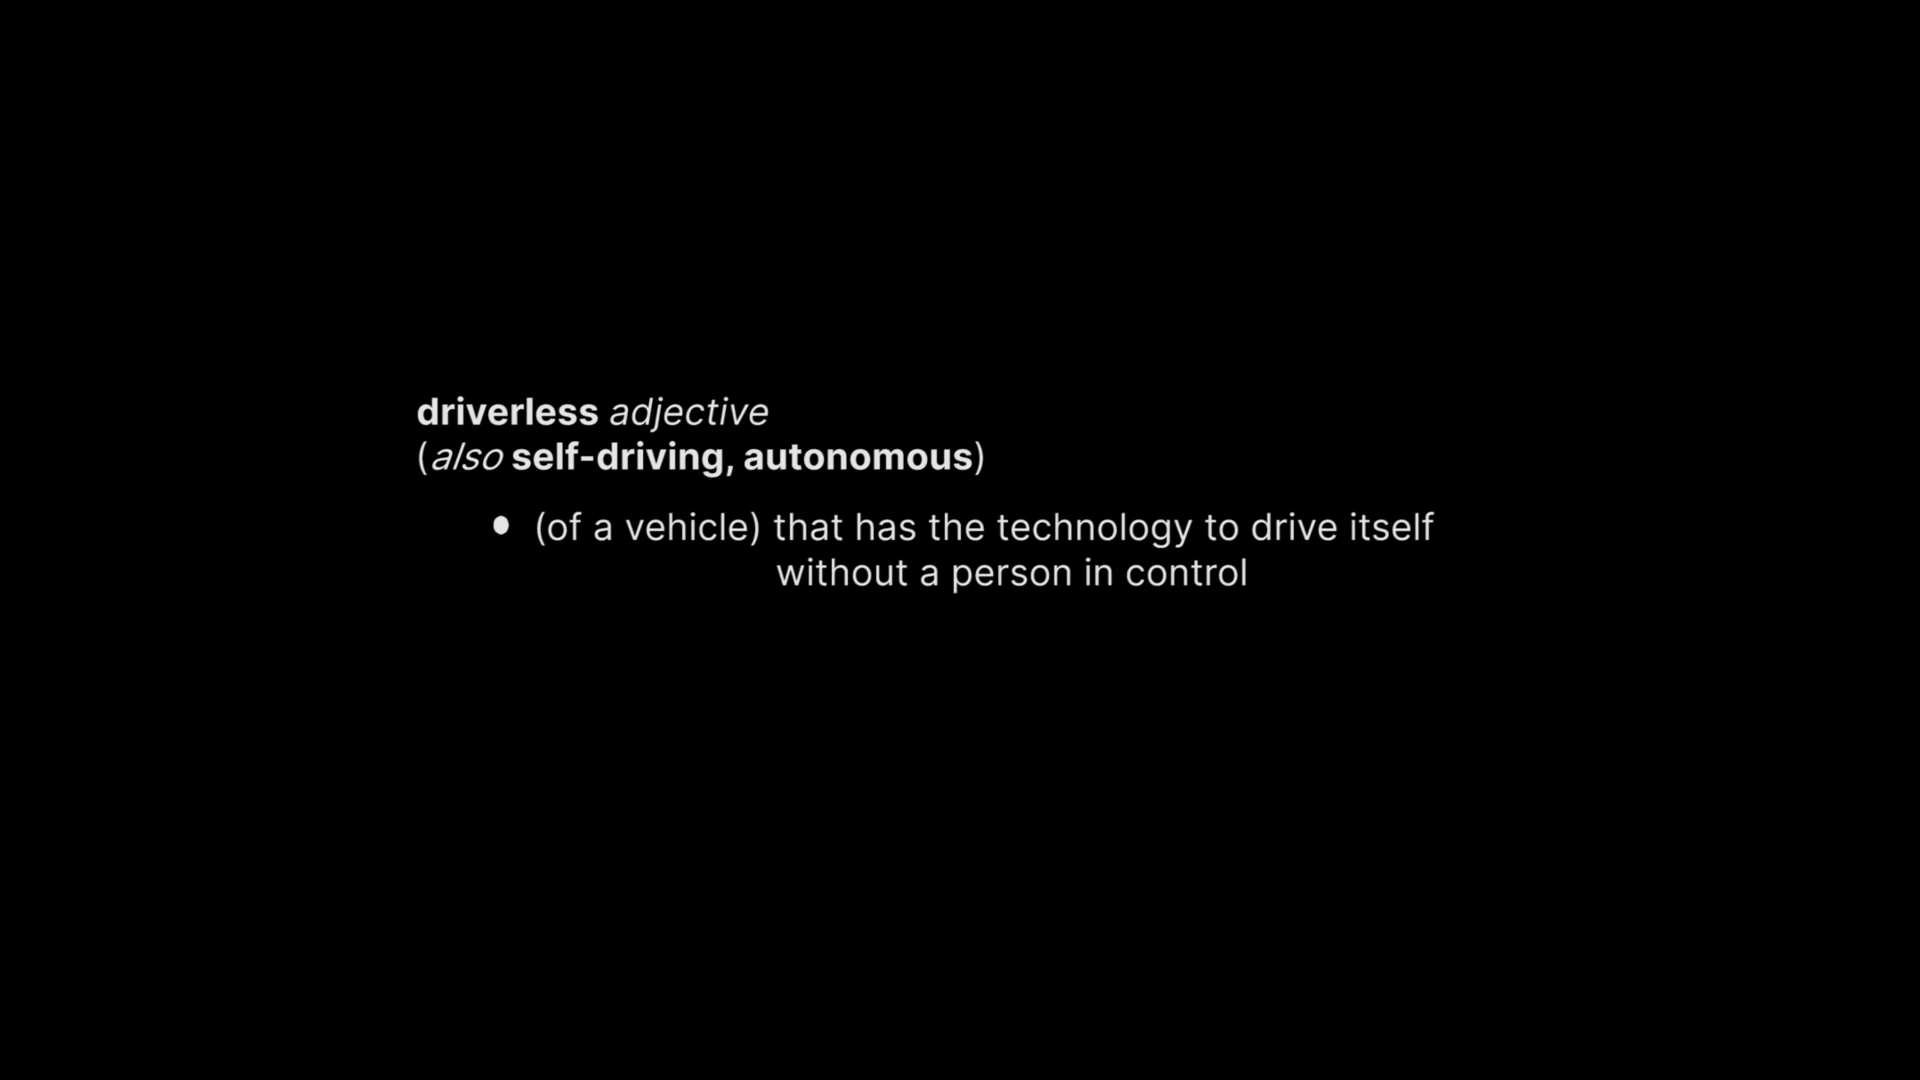 driverless adjective
(also self-driving, autonomous)
• (of a vehicle) that has the technology to drive itself
without a person in control